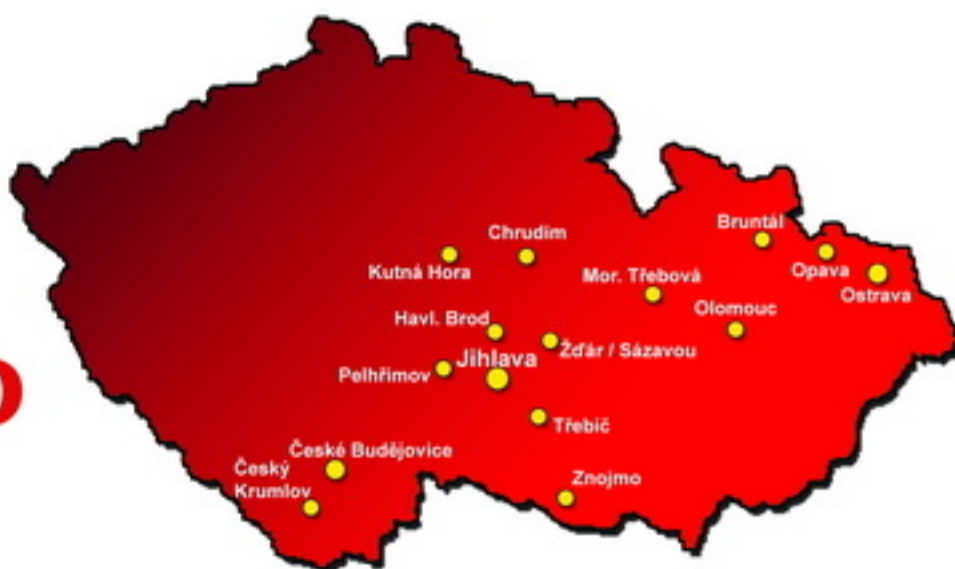 Bruntál
Chrudim
Opava
Kutná Hora
Mor. Třebová
Ostrava
Olomouc
Havl. Brod
Žďár / Sázavou
Jihlava
Pelhřimov
Třebíč
České Budějovice
Český
Krumlov
Znojmo